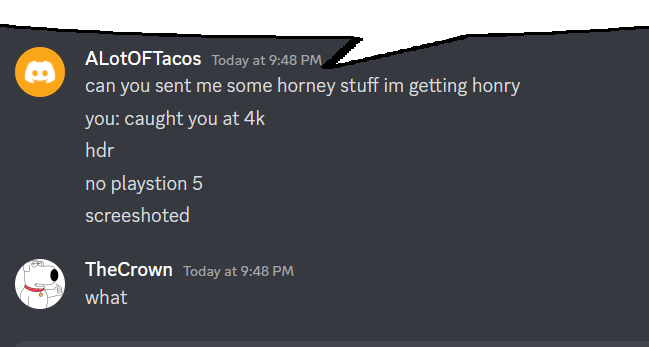 ALotOFTacos Today at 9:48 PM
can you sent me some horney stuff im getting honry
you: caught you at 4k
hdr
no playstion 5
screeshoted
TheCrown Today at 9:48 PM
what